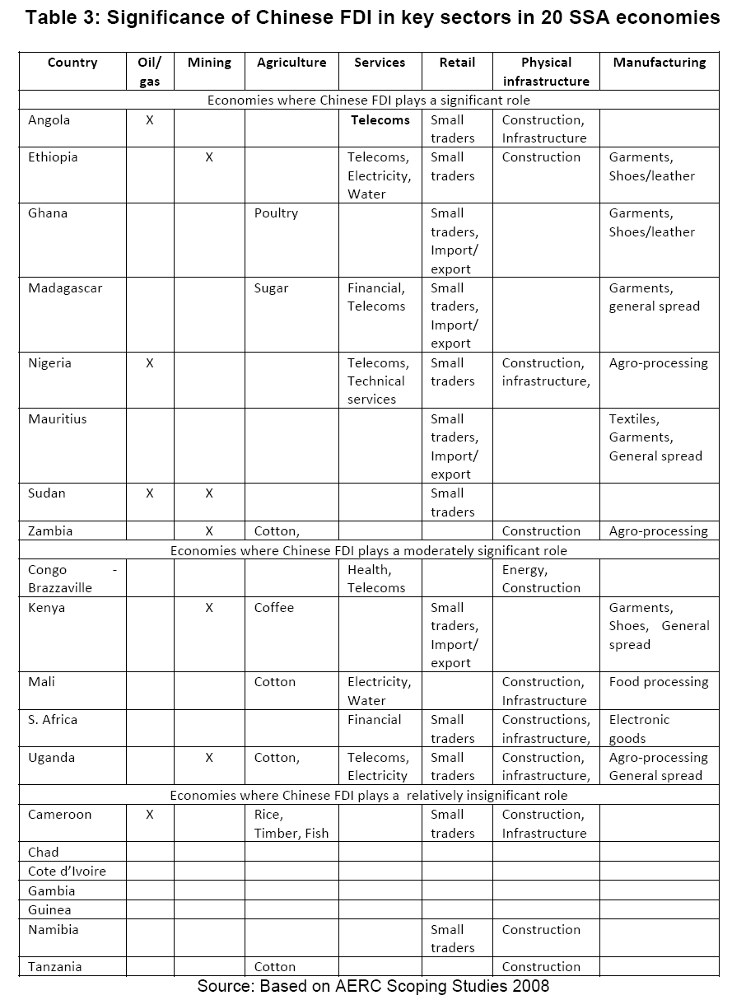 Table 3: Significance of Chinese FDI in key sectors in 20 SSA economies
Country Oil/ gas Mining Agriculture Services Retail Physical infrastructure Manufacturing
Economies where Chinese FDI plays a significant role
Angola X Telecoms Small traders Construction, Infrastructure
Ethiopia X Telecoms, Electricity, Water Small traders Construction Garments, Shoes/leather
Ghana Poultry Small traders, Import/ export Garments, Shoes/leather
Madagascar Sugar Financial, Telecoms Small traders, Import/ export Garments, general spread
Nigeria X Telecoms, Technical services Small traders Construction, infrastructure, Agro-processing
Mauritius Small traders, Import/ export Textiles, Garments, General spread
Sudan X X Small traders
Zambia X Cotton, Construction Agro-processing
Economies where Chinese FDI plays a moderately significant role
Congo - Brazzaville Health, Telecoms Energy, Construction
Kenya X Coffee Small traders, Import/ export Garments, Shoes, General spread
Mali Cotton Electricity, Water Construction, Infrastructure Food processing
S. Africa Financial Small traders Constructions, infrastructure, Electronic goods
Uganda X Cotton, Telecoms, Electricity Small traders Construction, infrastructure, Agro-processing General spread
Economies where Chinese FDI plays a relatively insignificant role
Cameroon X Rice, Timber, Fish Small traders Construction, Infrastructure
Chad
Cote d'Ivoire
Gambia
Guinea
Namibia Small traders Construction
Tanzania Cotton Construction
Source: Based on AERC Scoping Studies 2008